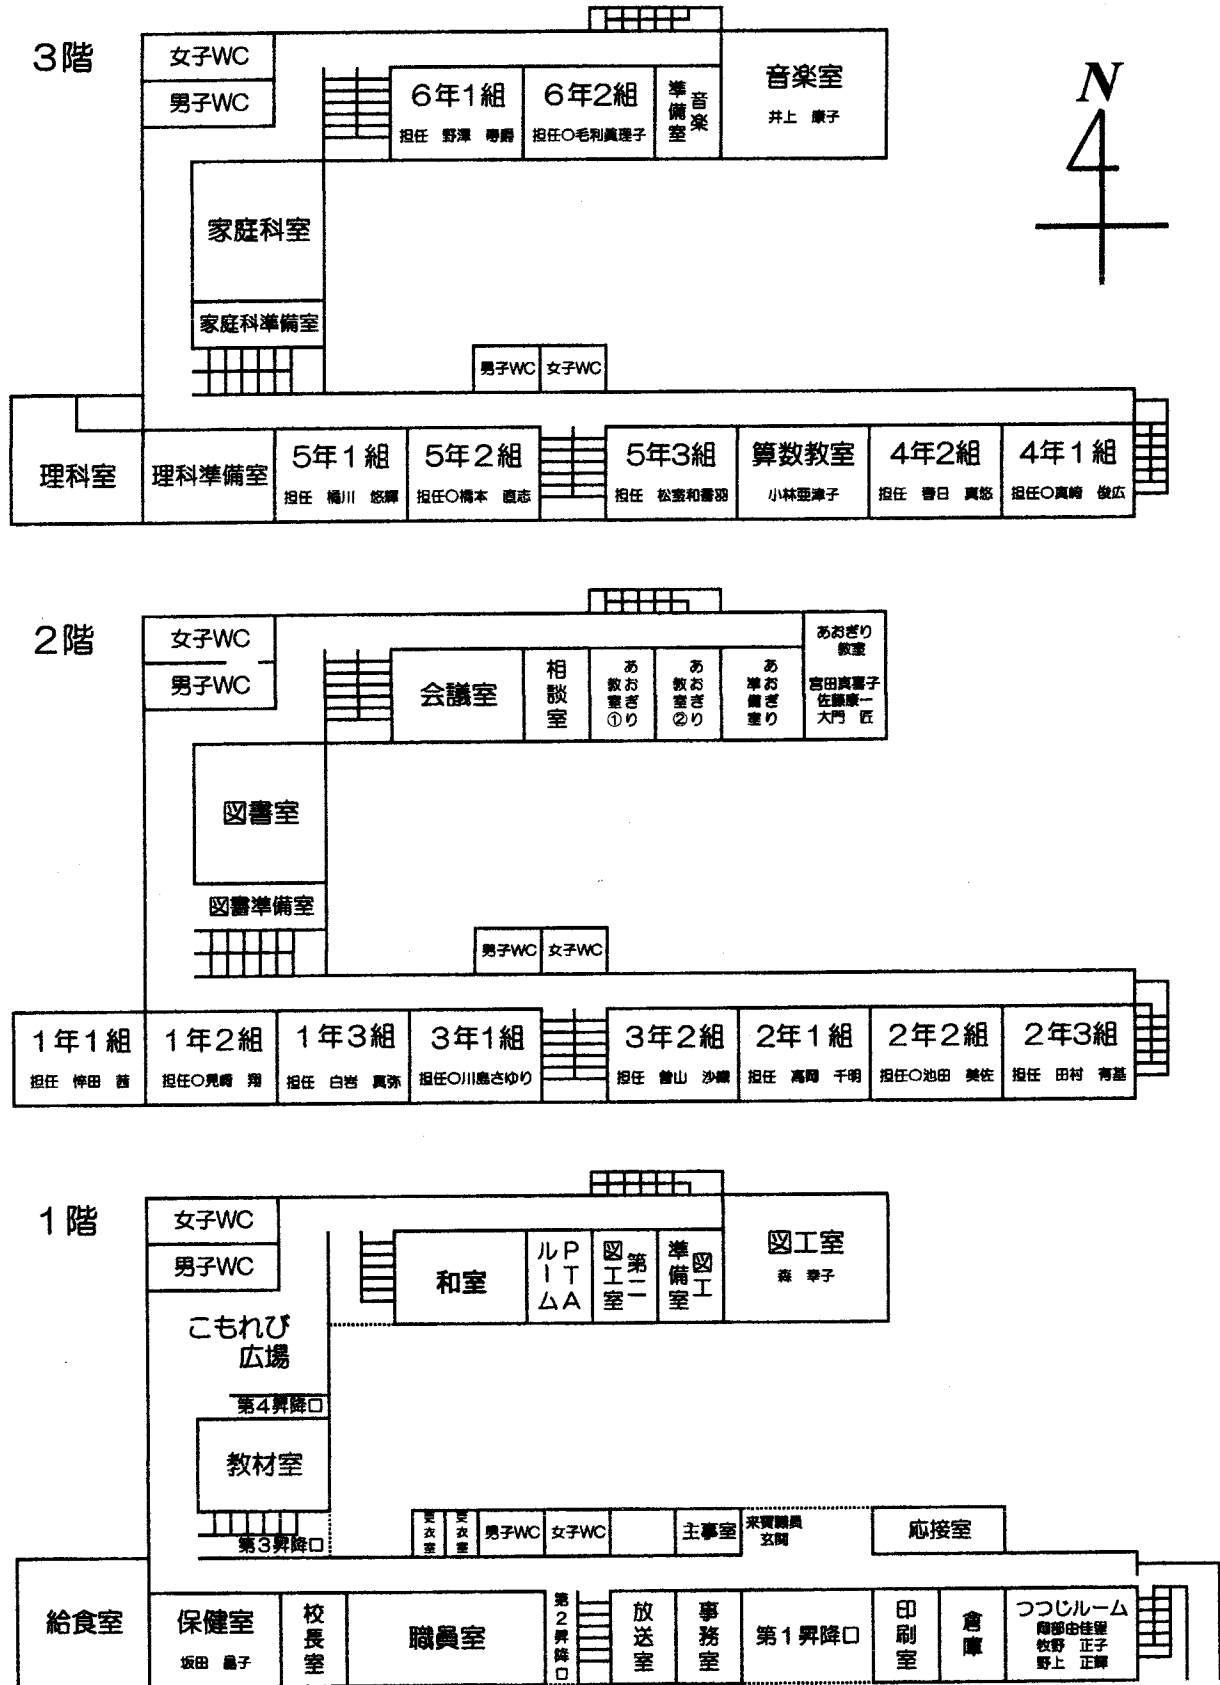 3階
女子WC
男子WC
6年1組
担任 野澤
6年2組
担任○毛利眞理子
音楽
準備室
音楽室
井上 康子
N
家庭科室
家庭科準備室
男子WC
女子WC
理科室
理科準備室
5年1組
担任 橘川 悠輝
5年2組
担任○橋本 直志
5年3組
担任 松室和香羽
算数教室
小林亜津子
4年2組
担任 春日 真悠
4年1組
担任○真崎 俊広
2階
女子WC
男子WC
会議室
相談室
あおぎり
教室①
あおぎり
教室②
あおぎり
準備室
あおぎり
教室
宮田真喜子
佐藤康一
大門 匠
図書室
図書準備室
男子WC
女子WC
1年1組
担任 悴田 茜
1年2組
担任○見崎 翔
1年3組
担任 白岩 真弥
3年1組
担任○川島さゆり
3年2組
担任 曽山 沙織
2年1組
担任 高岡 千明
2年2組
担任○池田 美佐
2年3組
担任 田村 有基
1階
女子WC
男子WC
こもれび
広場
和室
PTA
ルーム
第二
図工室
図工
準備室
図工室
森 幸子
第4昇降口
教材室
第3昇降口
更衣室
更衣室
男子WC
女子WC
主事室
来賓職員
玄関
応接室
給食室
保健室
坂田 晶子
校長室
職員室
第2昇降口
放送室
事務室
第1昇降口
印刷室
倉庫
つつじルーム
阿部由佳里
牧野 正子
野上 正輝